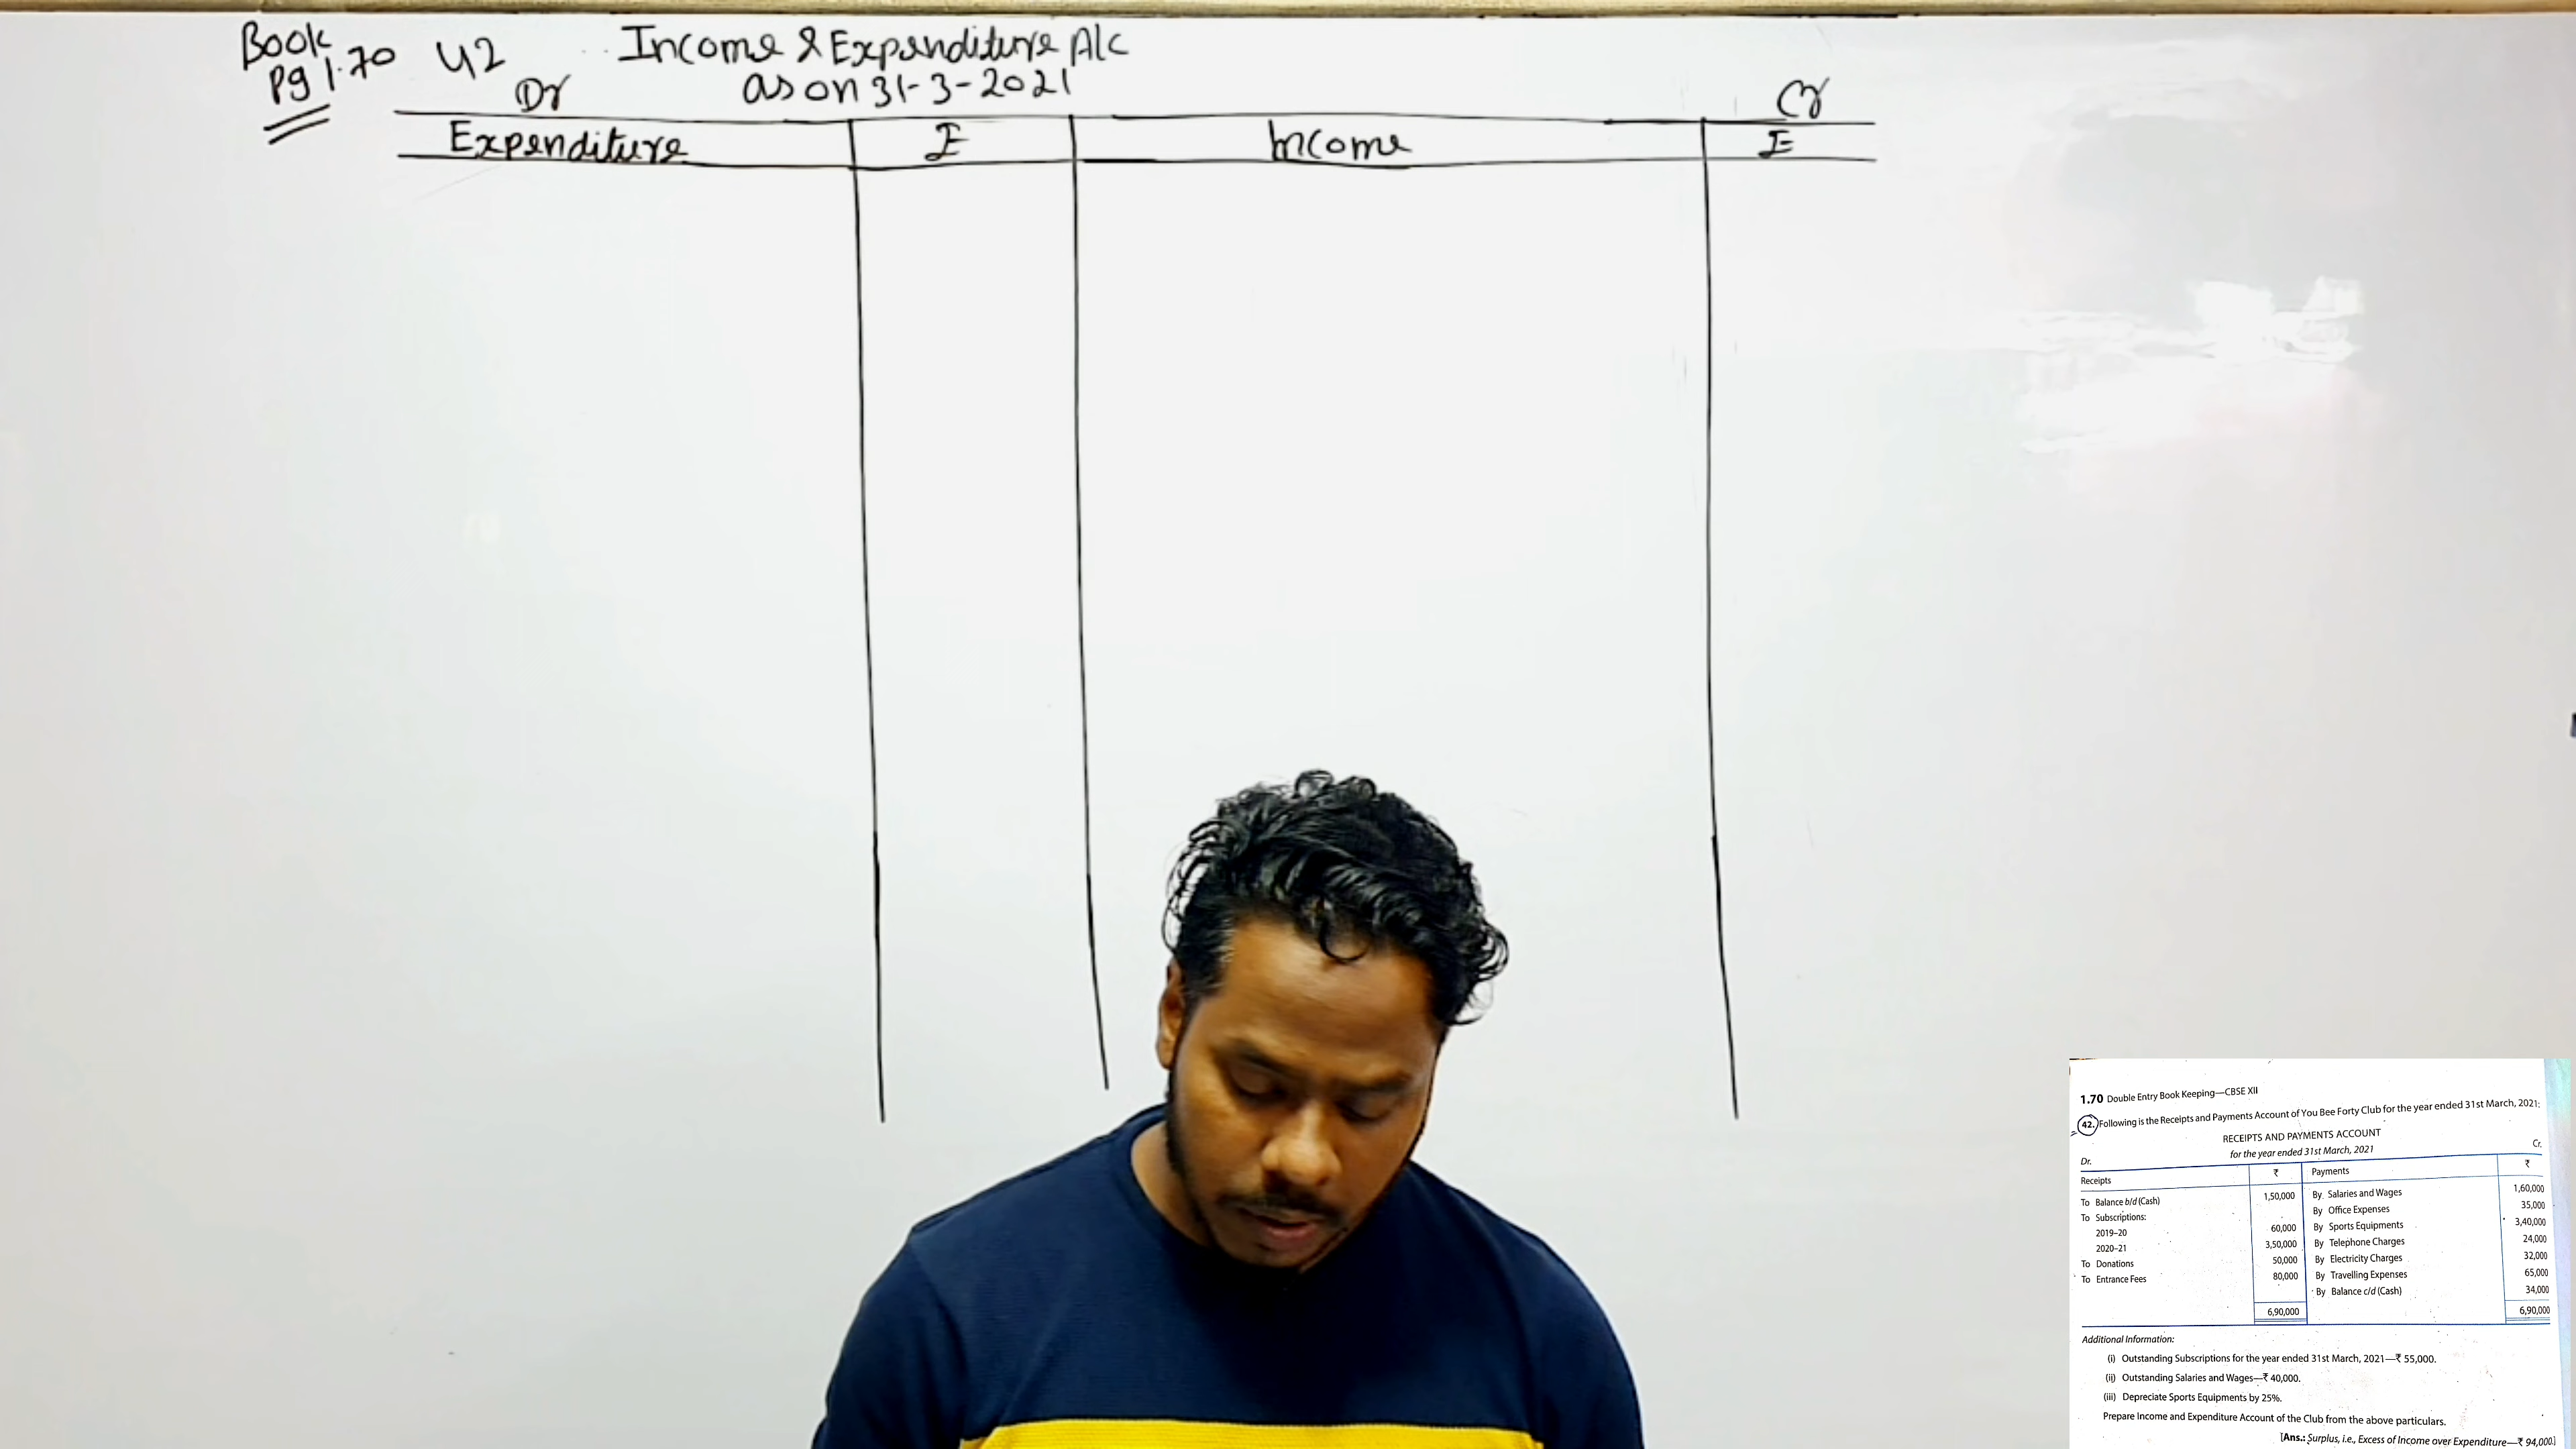 Book
Pg 1.70 42
Income & Expenditure A/c
as on 31-3-2021
Dr Cr
Expenditure ₹ Income ₹
1.70 Double Entry Book Keeping—CBSE XII
42. Following is the Receipts and Payments Account of You Bee Forty Club for the year ended 31st March, 2021:
RECEIPTS AND PAYMENTS ACCOUNT
for the year ended 31st March, 2021
Dr. Cr.
Receipts ₹ Payments ₹
To Balance b/d (Cash) 1,50,000 By Salaries and Wages 1,60,000
To Subscriptions: By Office Expenses 35,000
2019–20 60,000 By Sports Equipments 3,40,000
2020–21 3,50,000 By Telephone Charges 24,000
To Donations 50,000 By Electricity Charges 32,000
To Entrance Fees 80,000 By Travelling Expenses 65,000
By Balance c/d (Cash) 34,000
6,90,000 6,90,000
Additional Information:
(i) Outstanding Subscriptions for the year ended 31st March, 2021—₹ 55,000.
(ii) Outstanding Salaries and Wages—₹ 40,000.
(iii) Depreciate Sports Equipments by 25%.
Prepare Income and Expenditure Account of the Club from the above particulars.
[Ans.: Surplus, i.e., Excess of Income over Expenditure—₹ 94,000.]